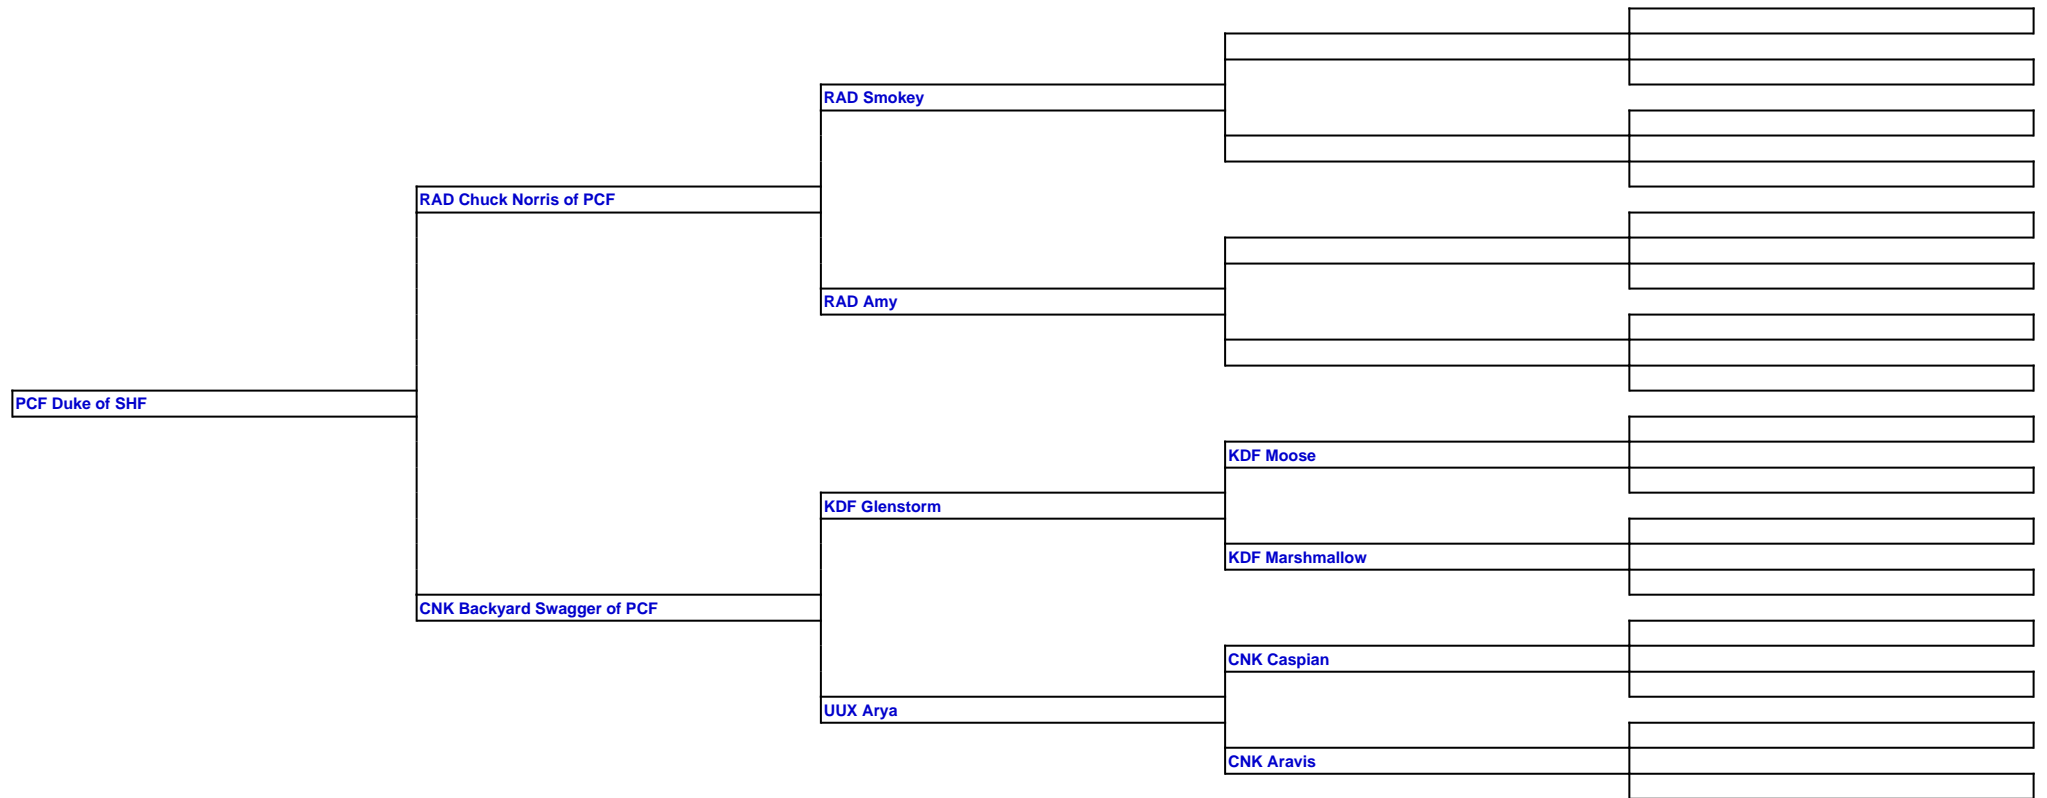 RAD Smokey
RAD Chuck Norris of PCF
RAD Amy
PCF Duke of SHF
KDF Moose
KDF Glenstorm
KDF Marshmallow
CNK Backyard Swagger of PCF
CNK Caspian
UUX Arya
CNK Aravis